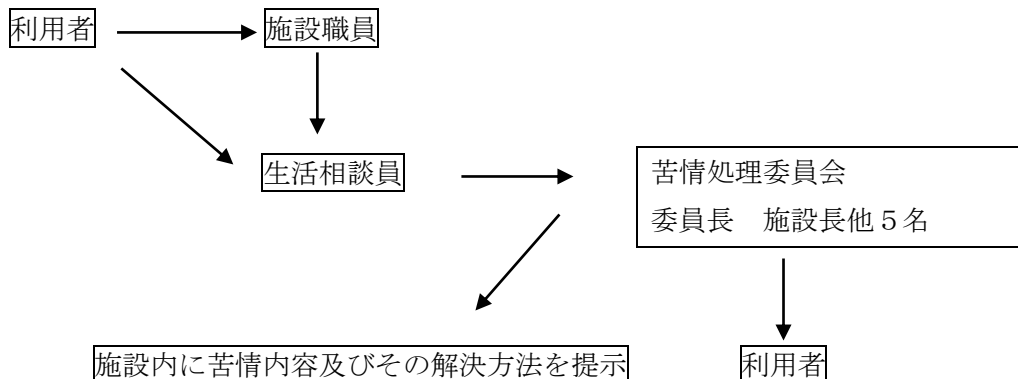 利用者
施設職員
生活相談員
苦情処理委員会
委員長　施設長他５名
施設内に苦情内容及びその解決方法を提示
利用者